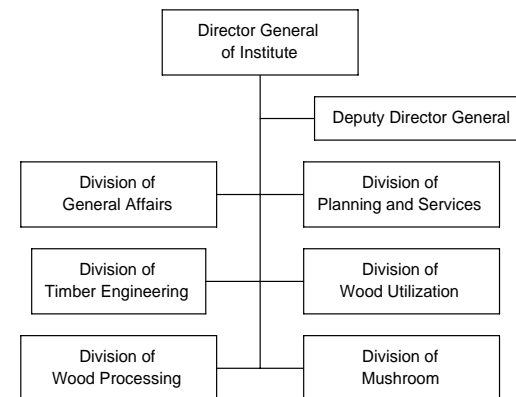 Director General
of Institute
Deputy Director General
Division of
General Affairs
Division of
Planning and Services
Division of
Timber Engineering
Division of
Wood Utilization
Division of
Wood Processing
Division of
Mushroom